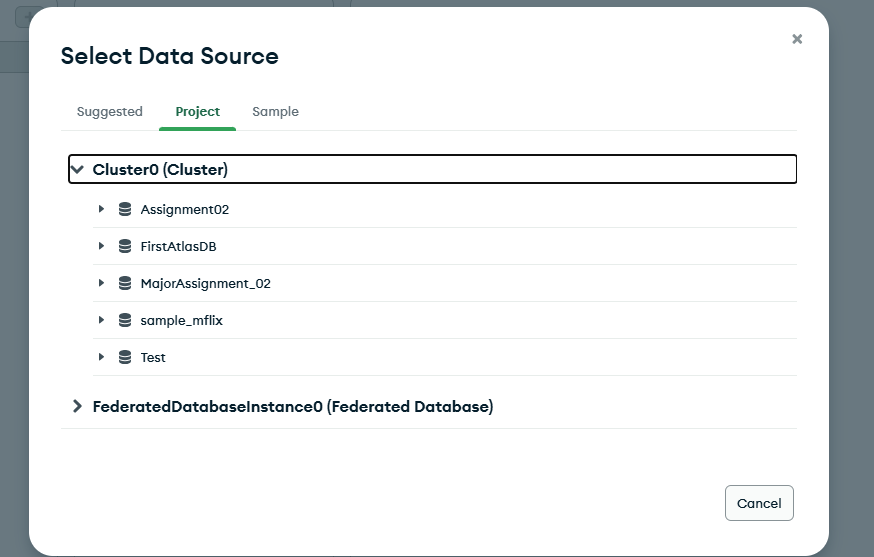 Select Data Source
Suggested Project Sample
Cluster0 (Cluster)
Assignment02
FirstAtlasDB
MajorAssignment_02
sample_mflix
Test
FederatedDatabaseInstance0 (Federated Database)
Cancel